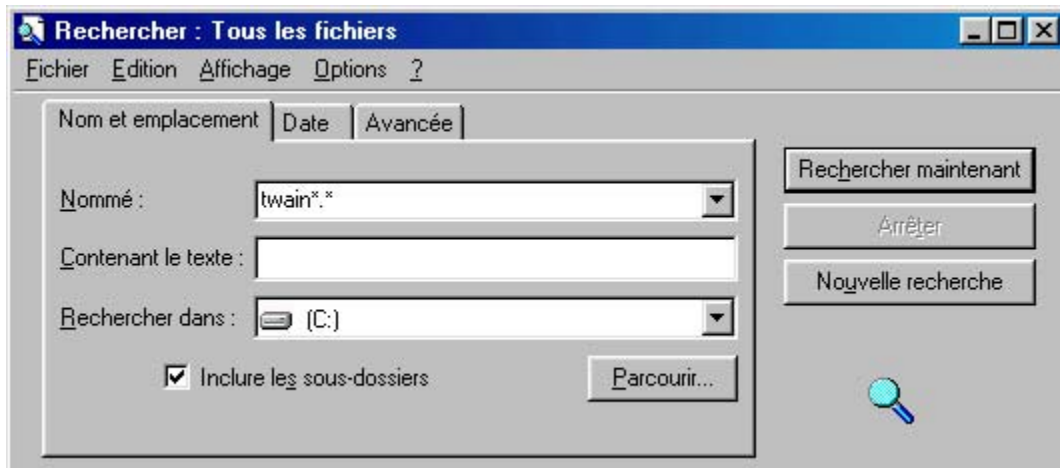 Rechercher : Tous les fichiers
Fichier Edition Affichage Options ?
Nom et emplacement Date Avancée
Nommé : twain*.*
Contenant le texte :
Rechercher dans : (C:)
Inclure les sous-dossiers Parcourir...
Rechercher maintenant
Arrêter
Nouvelle recherche